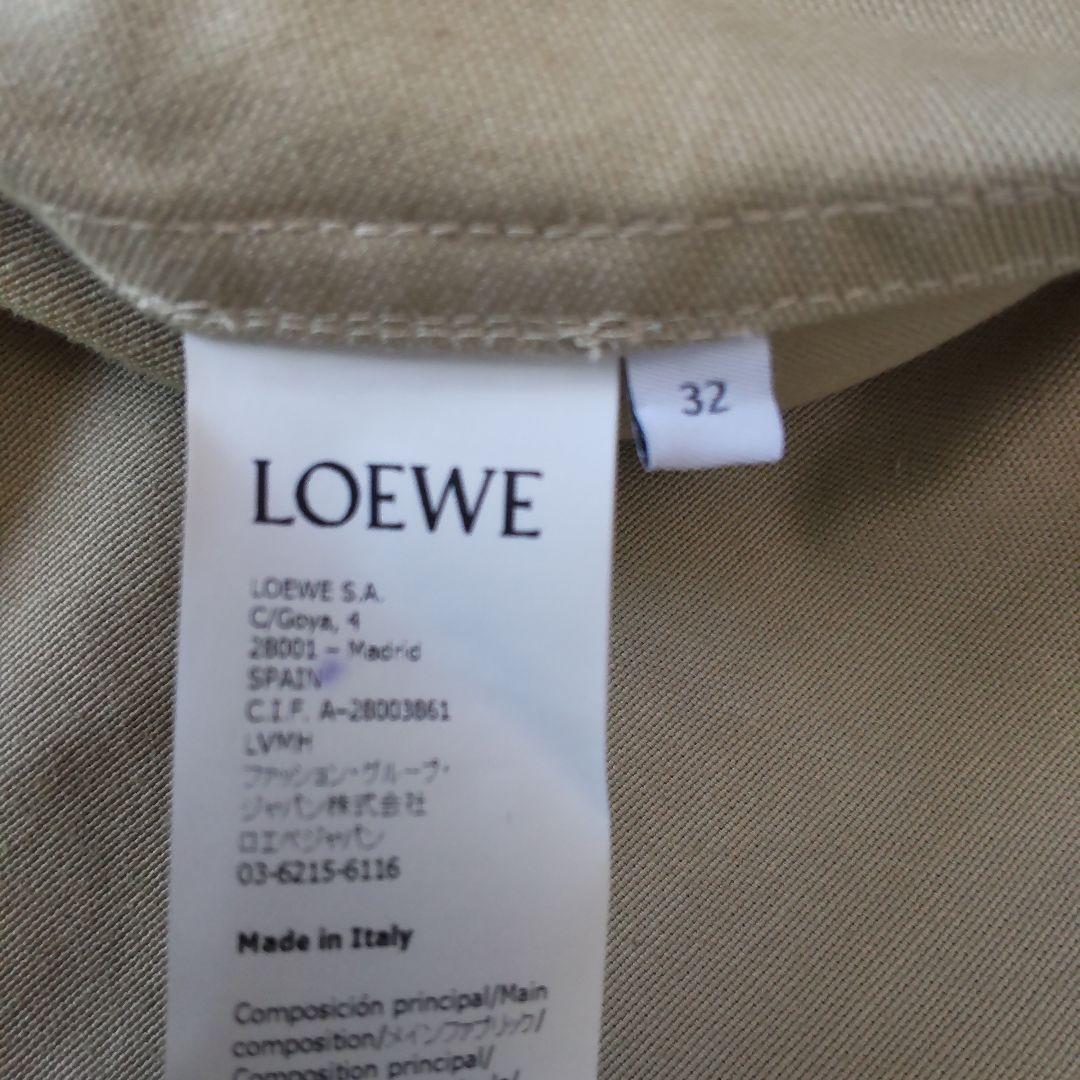 32
LOEWE
LOEWE S.A.
C/Goya, 4
28001 - Madrid
SPAIN
C.I.F. A-28003861
LVMH
ファッション・グループ・
ジャパン株式会社
ロエベジャパン
03-6215-6116
Made in Italy
Composición principal/Main
composition/メインファブリック/
Composition principal/